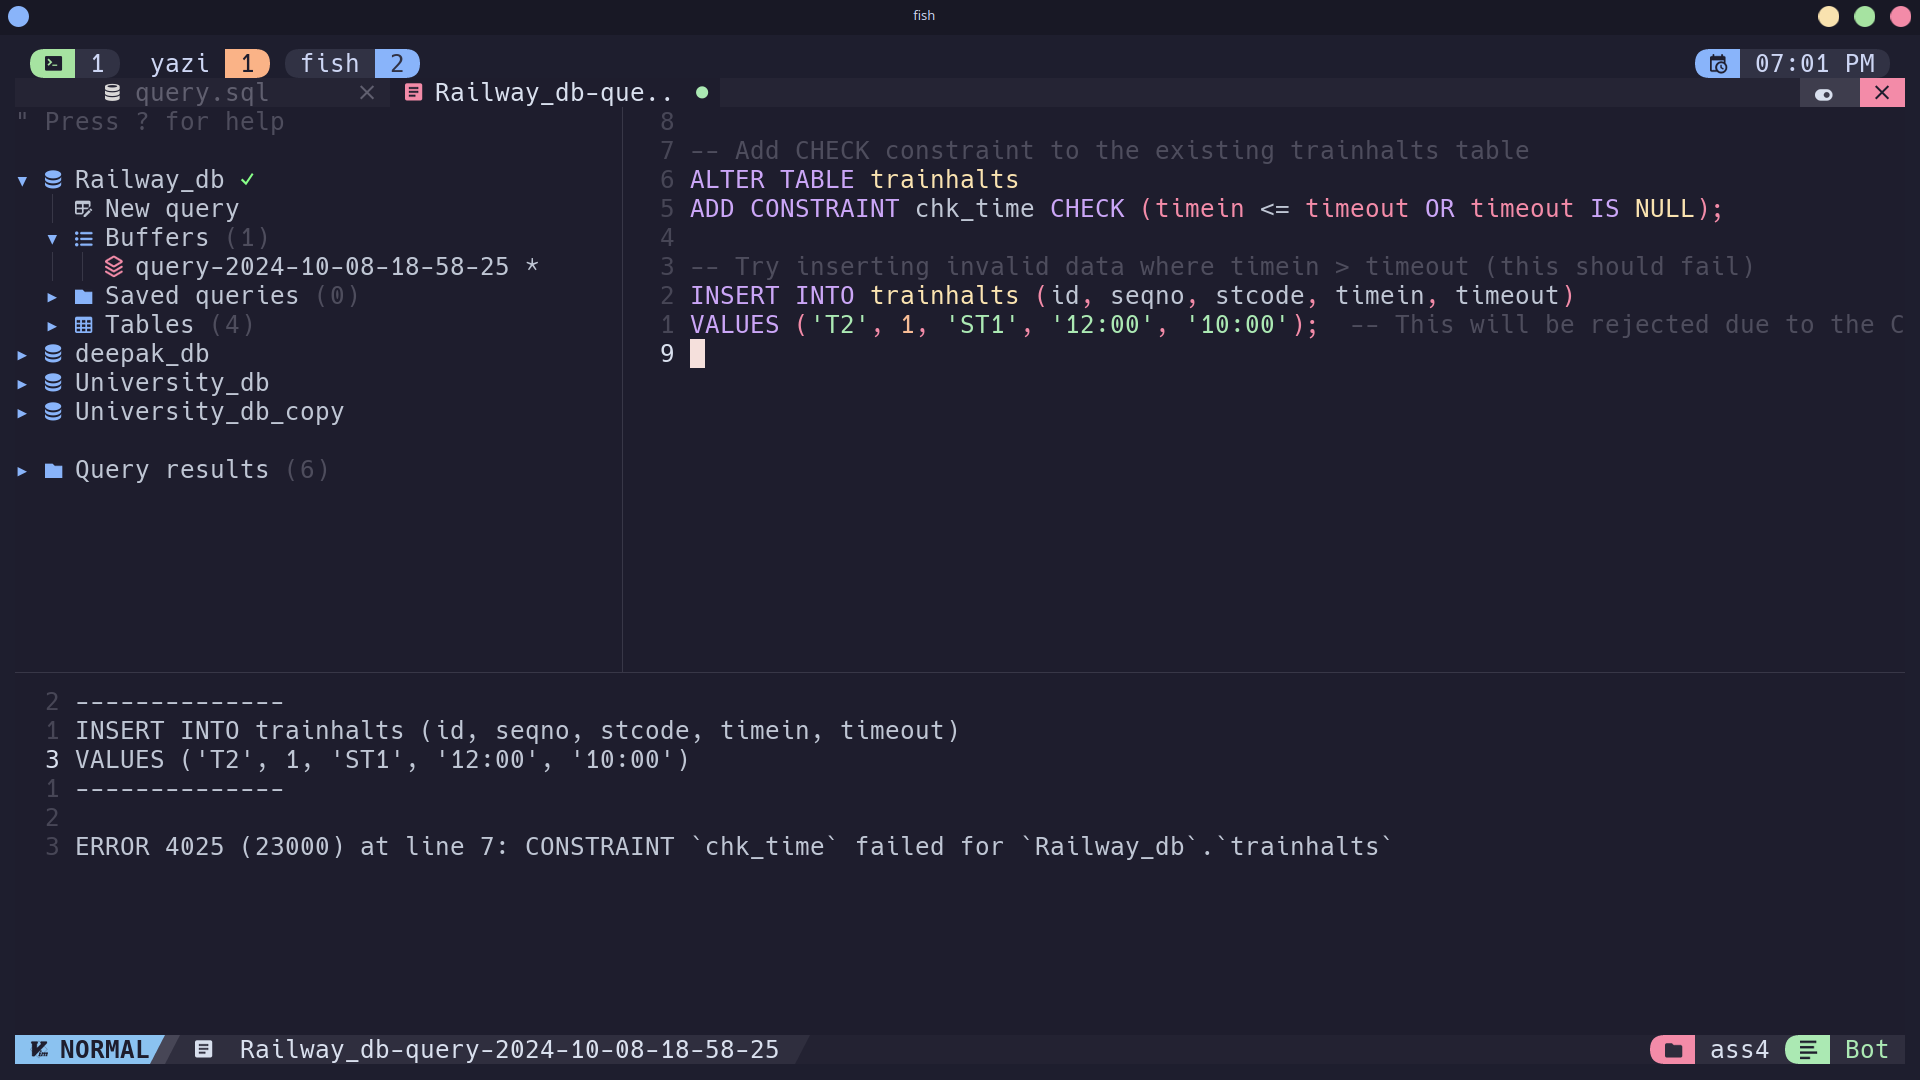 fish
1 yazi 1 fish 2 07:01 PM
query.sql Railway_db-que..
" Press ? for help
Railway_db
New query
Buffers (1)
query-2024-10-08-18-58-25 *
Saved queries (0)
Tables (4)
deepak_db
University_db
University_db_copy
Query results (6)
8
7 -- Add CHECK constraint to the existing trainhalts table
6 ALTER TABLE trainhalts
5 ADD CONSTRAINT chk_time CHECK (timein <= timeout OR timeout IS NULL);
4
3 -- Try inserting invalid data where timein > timeout (this should fail)
2 INSERT INTO trainhalts (id, seqno, stcode, timein, timeout)
1 VALUES ('T2', 1, 'ST1', '12:00', '10:00'); -- This will be rejected due to the C
9
2 --------------
1 INSERT INTO trainhalts (id, seqno, stcode, timein, timeout)
3 VALUES ('T2', 1, 'ST1', '12:00', '10:00')
1 --------------
2
3 ERROR 4025 (23000) at line 7: CONSTRAINT `chk_time` failed for `Railway_db`.`trainhalts`
NORMAL Railway_db-query-2024-10-08-18-58-25 ass4 Bot